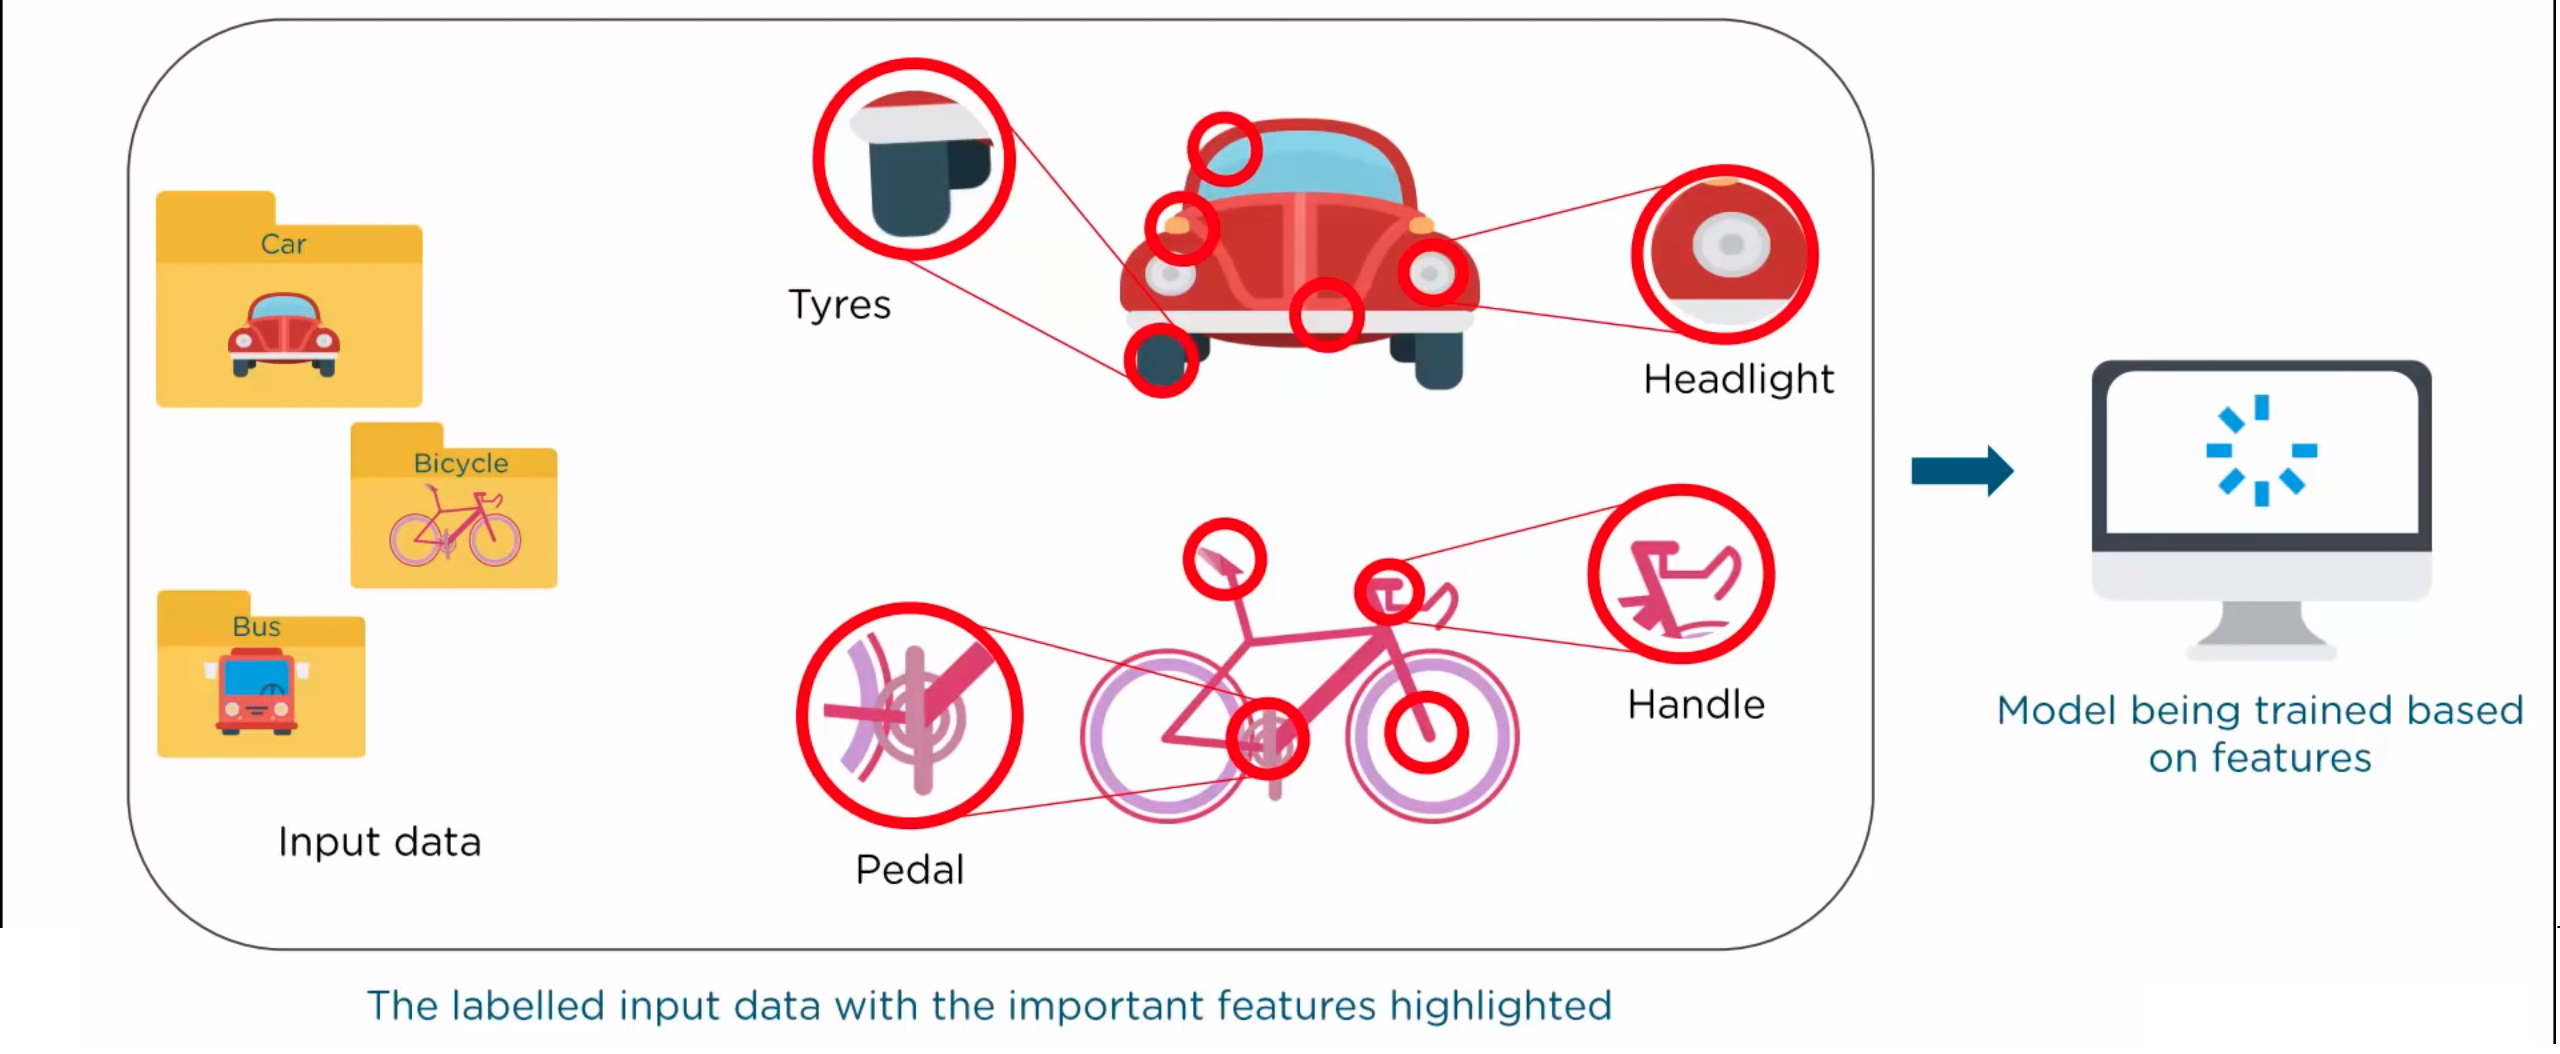 Car
Bicycle
Bus
Input data
Tyres
Headlight
Handle
Pedal
Model being trained based
on features
The labelled input data with the important features highlighted